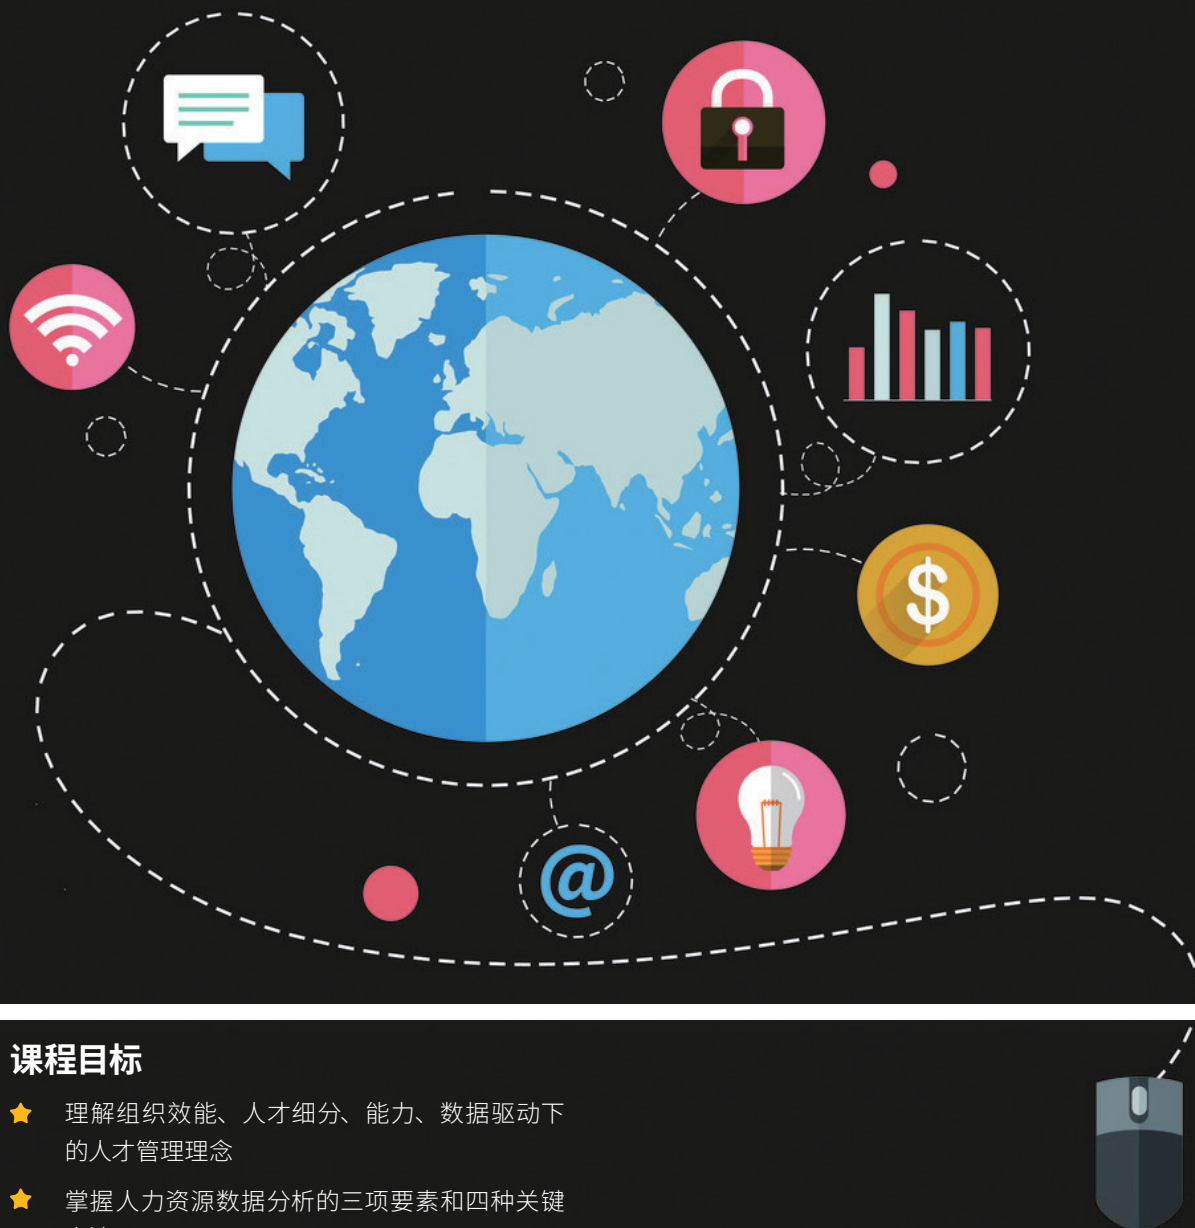 课程目标
理解组织效能、人才细分、能力、数据驱动下
的人才管理理念
掌握人力资源数据分析的三项要素和四种关键